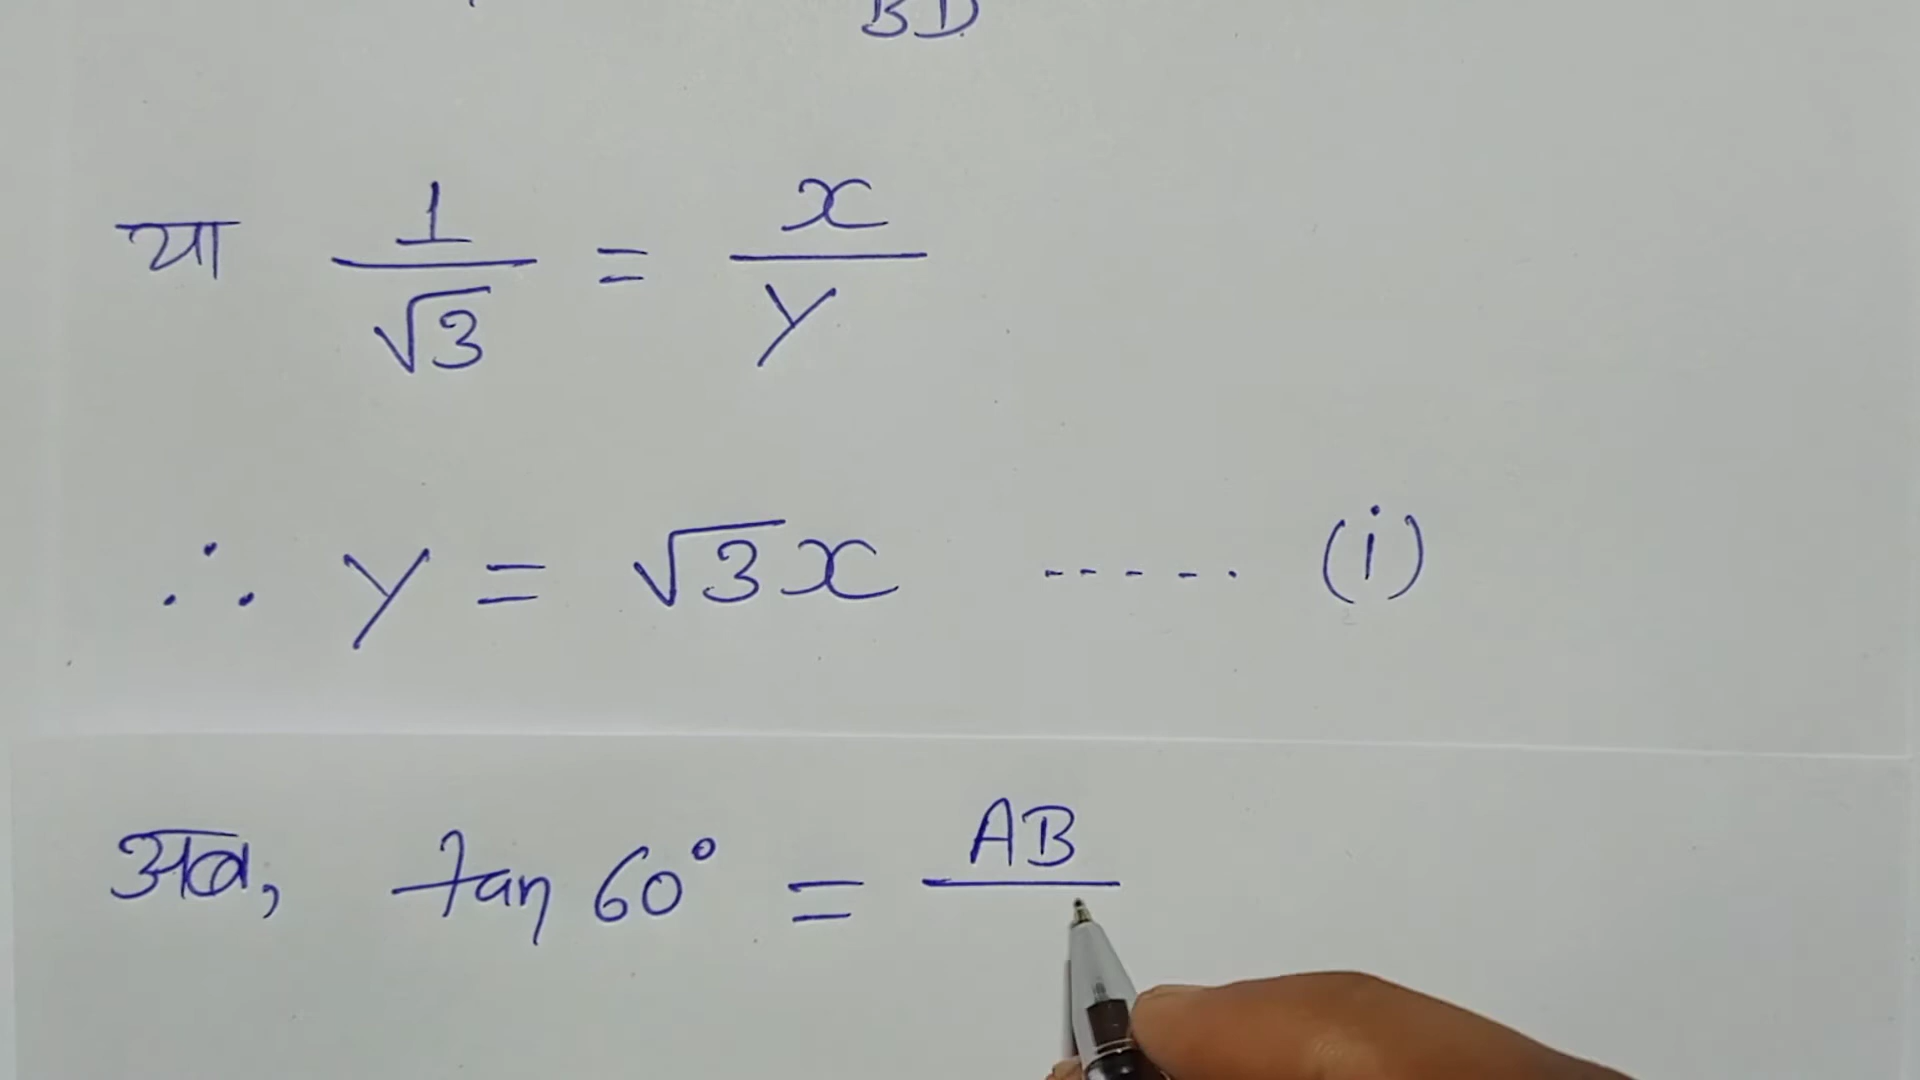 BD
या 1/√3 = x/y
∴ y = √3x ..... (i)
अब, tan 60° = AB/